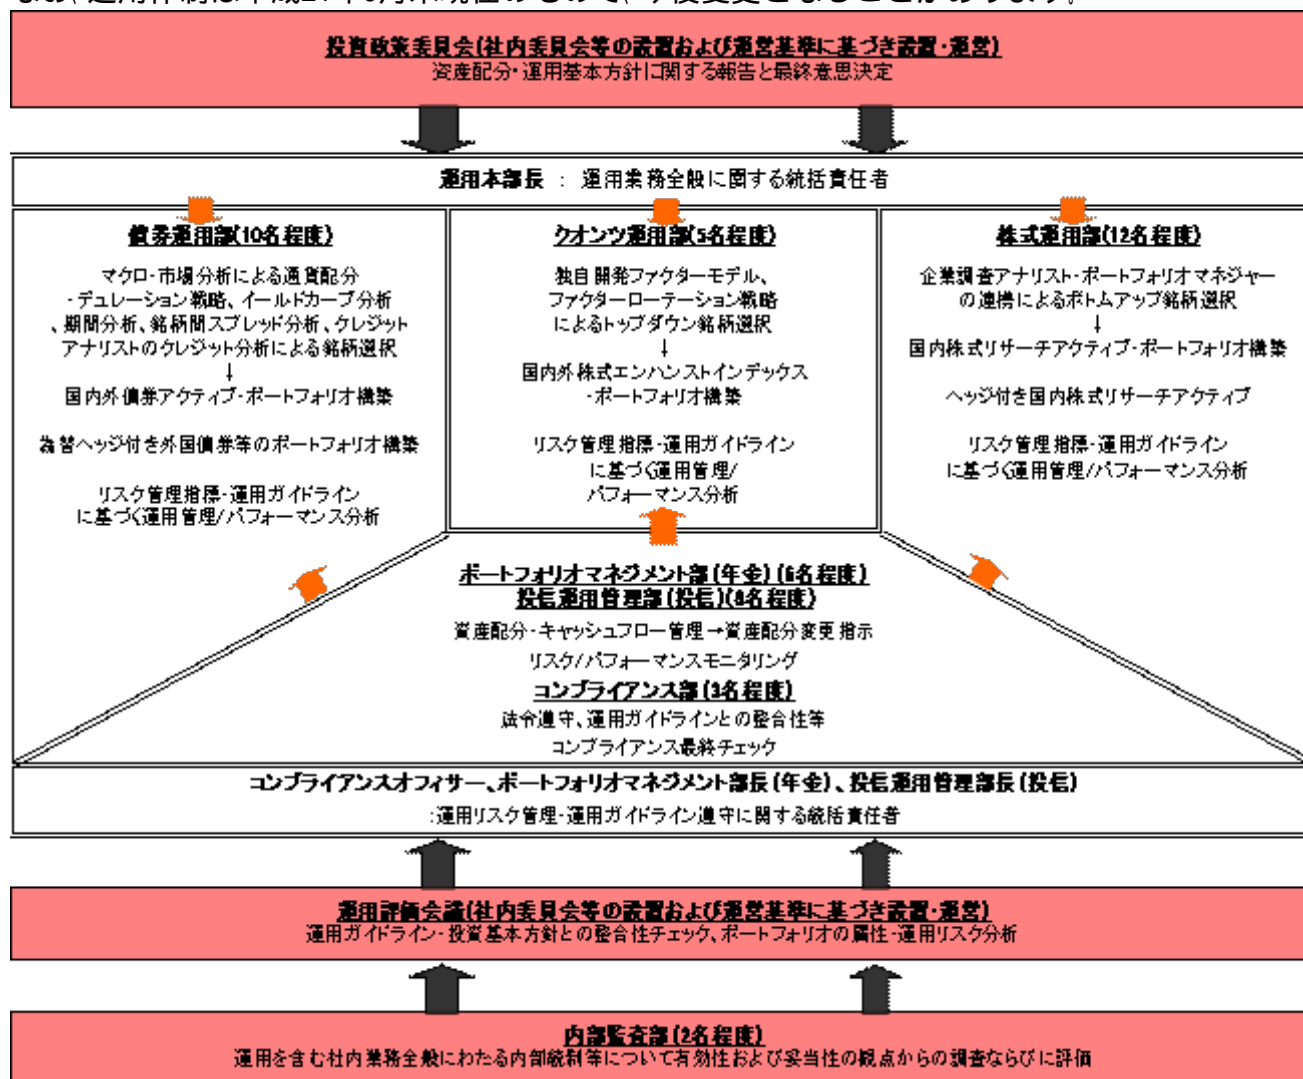 投資政策委員会(社内委員会等の設置および運営基準に基づき設置･運営)
資産配分･運用基本方針に関する報告と最終意思決定
運用本部長 : 運用業務全般に関する統括責任者
債券運用部(10名程度)
マクロ･市場分析による通貨配分
･デュレーション戦略、イールドカーブ分析
、期間分析、銘柄間スプレッド分析、クレジット
アナリストのクレジット分析による銘柄選択
↓
国内外債券アクティブ･ポートフォリオ構築
為替ヘッジ付き外国債券等のポートフォリオ構築
リスク管理指標･運用ガイドライン
に基づく運用管理/パフォーマンス分析
クオンツ運用部(5名程度)
独自開発ファクターモデル、
ファクターローテーション戦略
によるトップダウン銘柄選択
↓
国内外株式エンハンストインデックス
･ポートフォリオ構築
リスク管理指標･運用ガイドライン
に基づく運用管理/
パフォーマンス分析
株式運用部(12名程度)
企業調査アナリスト･ポートフォリオマネジャー
の連携によるボトムアップ銘柄選択
↓
国内株式リサーチアクティブ･ポートフォリオ構築
ヘッジ付き国内株式リサーチアクティブ
リスク管理指標･運用ガイドライン
に基づく運用管理/パフォーマンス分析
ポートフォリオマネジメント部(年金)(6名程度)
投信運用管理部(投信)(8名程度)
資産配分･キャッシュフロー管理→資産配分変更指示
リスク/パフォーマンスモニタリング
コンプライアンス部(3名程度)
法令遵守、運用ガイドラインとの整合性等
コンプライアンス最終チェック
コンプライアンスオフィサー、ポートフォリオマネジメント部長(年金)、投信運用管理部長(投信)
:運用リスク管理･運用ガイドライン遵守に関する統括責任者
運用評価会議(社内委員会等の設置および運営基準に基づき設置･運営)
運用ガイドライン･投資基本方針との整合性チェック、ポートフォリオの属性･運用リスク分析
内部監査部(2名程度)
運用を含む社内業務全般にわたる内部統制等について有効性および妥当性の観点からの調査ならびに評価